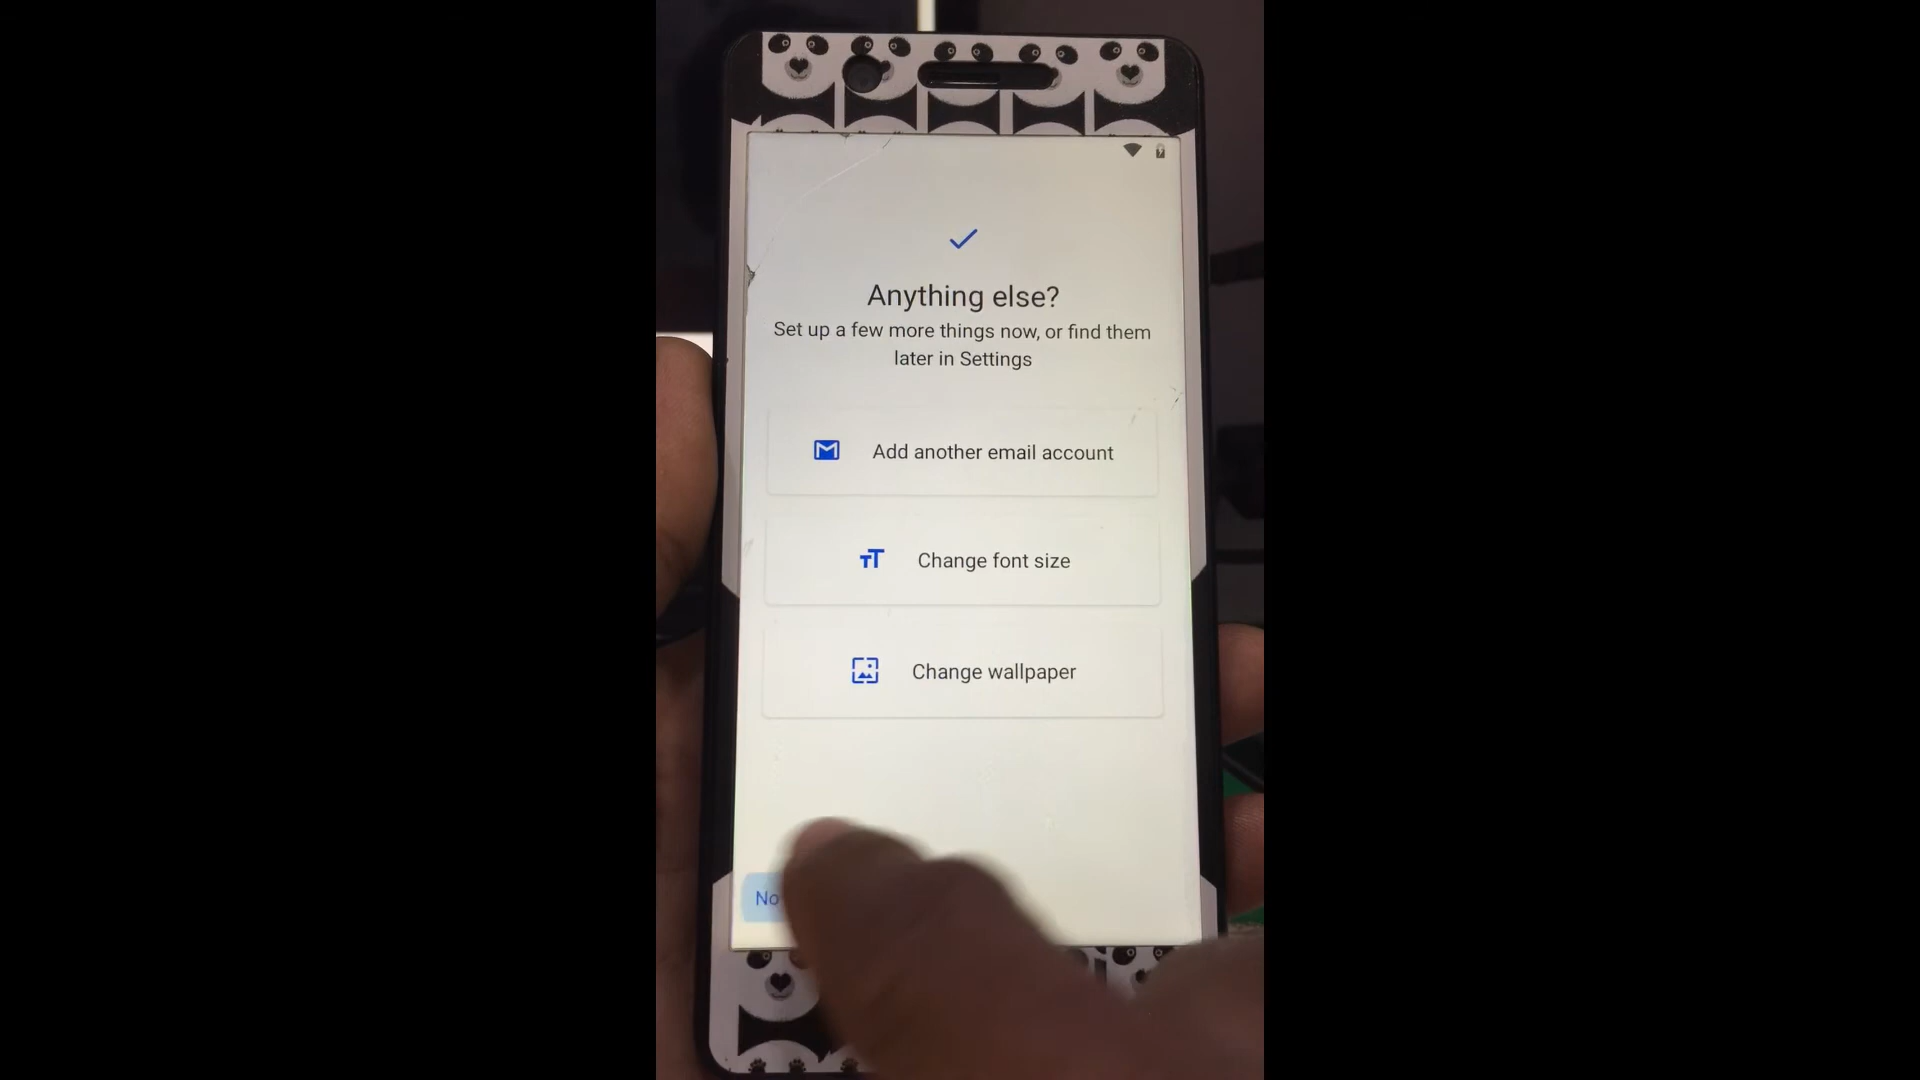 Anything else?
Set up a few more things now, or find them
later in Settings
Add another email account
Change font size
Change wallpaper
No